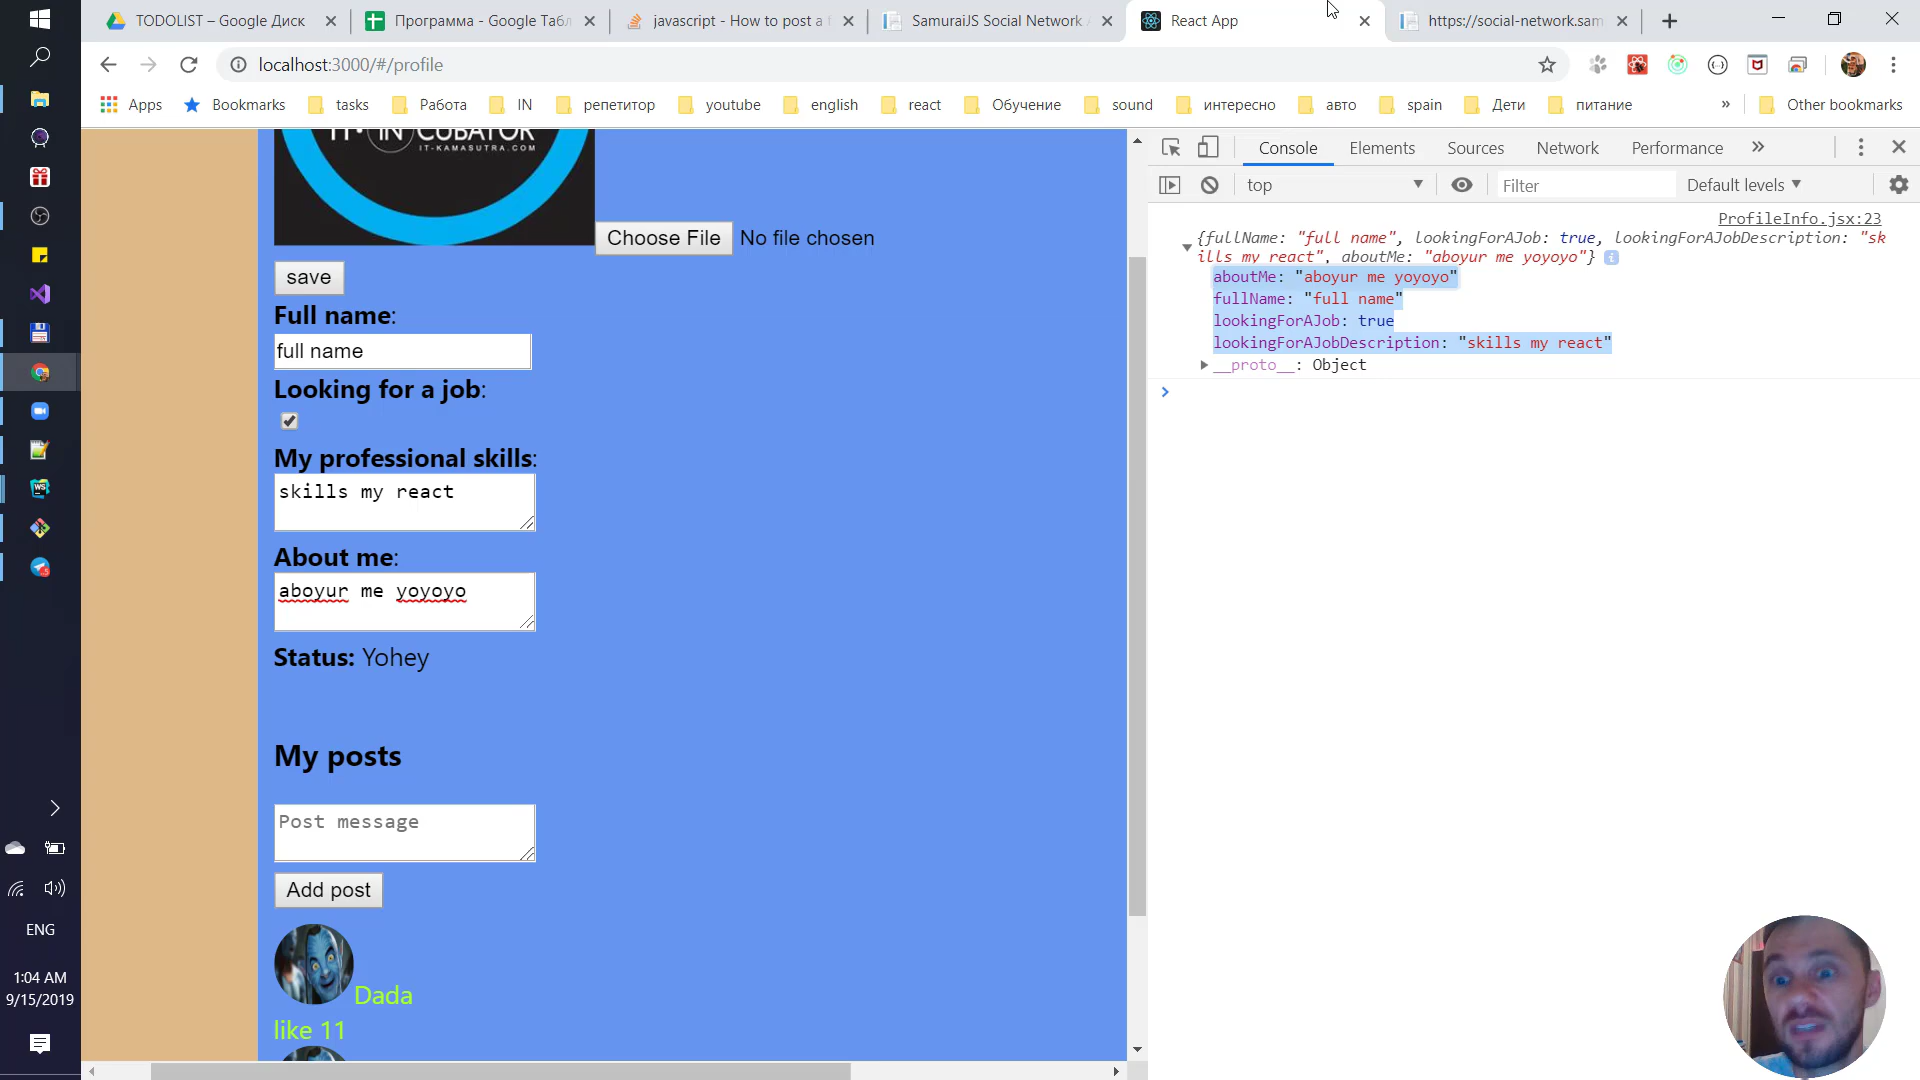 TODOLIST – Google Диск
Программа - Google Табл
javascript - How to post a f
SamuraiJS Social Network A
React App
https://social-network.sam
localhost:3000/#/profile
Apps
Bookmarks
tasks
Работа
IN
репетитор
youtube
english
react
Обучение
sound
интересно
авто
spain
Дети
питание
»
Other bookmarks
IT• IN CUBATOR
IT-KAMASUTRA.COM
Choose File No file chosen
save
Full name:
full name
Looking for a job:
My professional skills:
skills my react
About me:
aboyur me yoyoyo
Status: Yohey
My posts
Post message
Add post
Dada
like 11
Console
Elements
Sources
Network
Performance
»
top
Filter
Default levels
ProfileInfo.jsx:23
{fullName: "full name", lookingForAJob: true, lookingForAJobDescription: "sk
ills my react", aboutMe: "aboyur me yoyoyo"}
aboutMe: "aboyur me yoyoyo"
fullName: "full name"
lookingForAJob: true
lookingForAJobDescription: "skills my react"
__proto__: Object
ENG
1:04 AM
9/15/2019